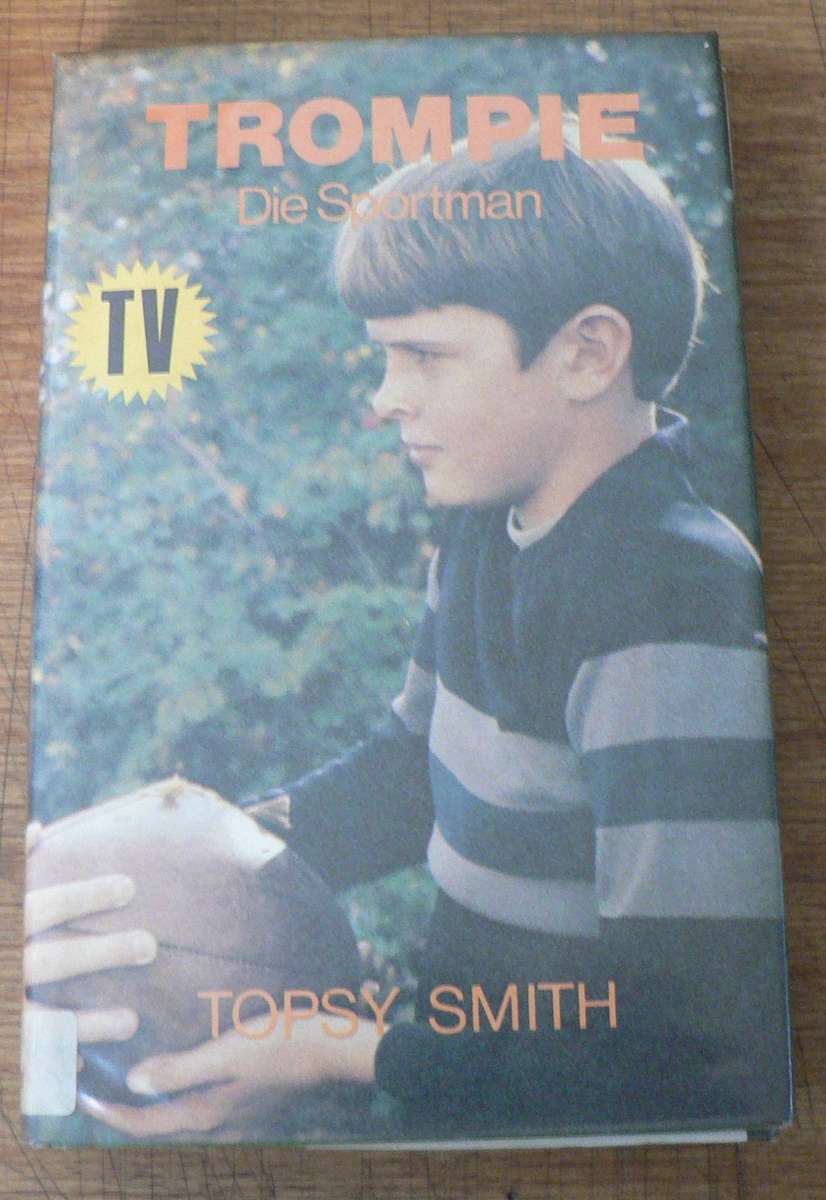 TROMPIE
Die Sportman
TV
TOPSY SMITH